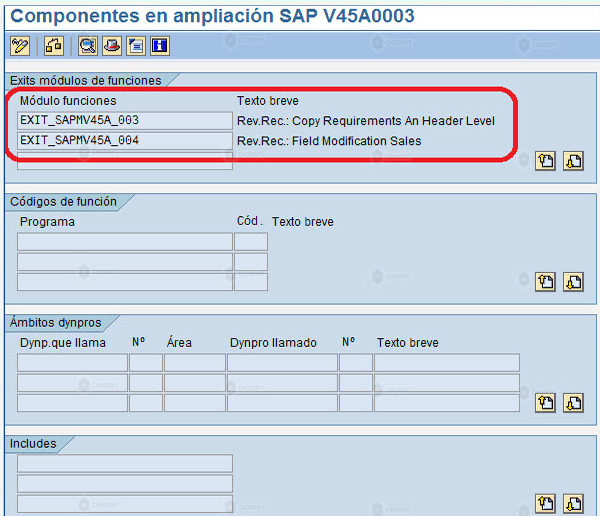 Componentes en ampliación SAP V45A0003
Exits módulos de funciones
Módulo funciones Texto breve
EXIT_SAPMV45A_003 Rev.Rec.: Copy Requirements An Header Level
EXIT_SAPMV45A_004 Rev.Rec.: Field Modification Sales
Códigos de función
Programa Cód. Texto breve
Ámbitos dynpros
Dynp.que llama Nº Área Dynpro llamado Nº Texto breve
Includes